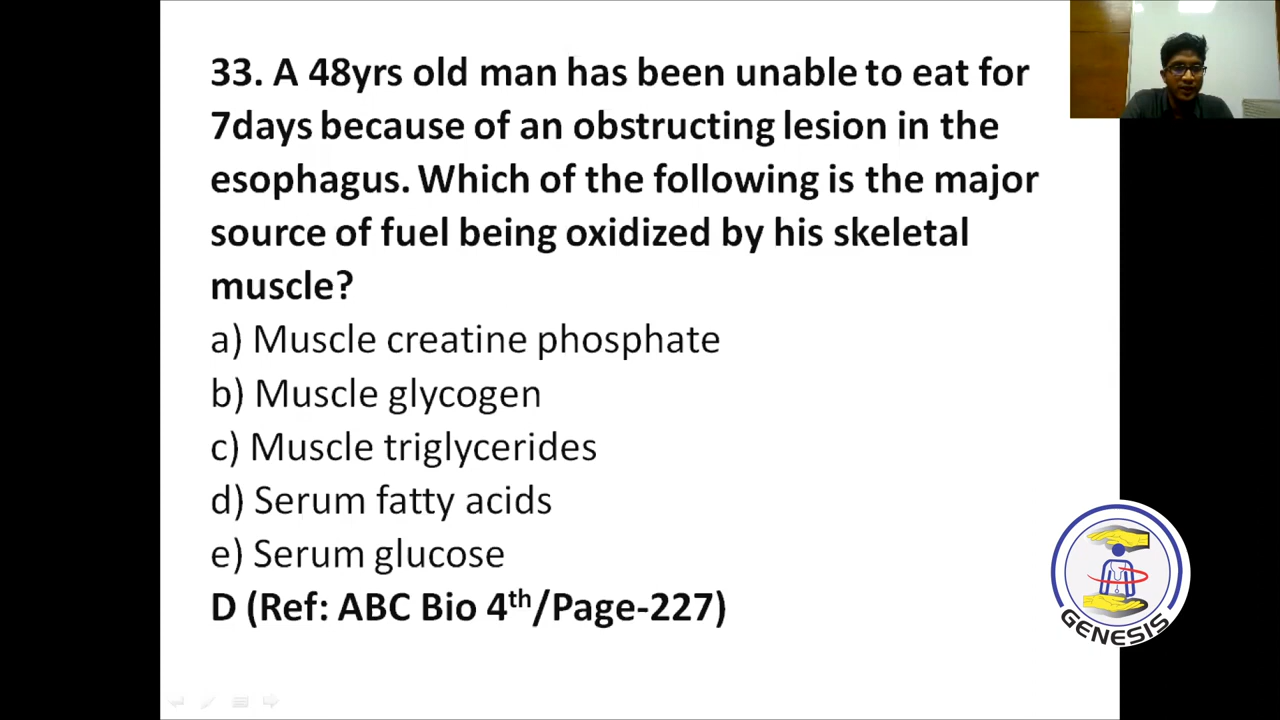 33. A 48yrs old man has been unable to eat for
7days because of an obstructing lesion in the
esophagus. Which of the following is the major
source of fuel being oxidized by his skeletal
muscle?
a) Muscle creatine phosphate
b) Muscle glycogen
c) Muscle triglycerides
d) Serum fatty acids
e) Serum glucose
D (Ref: ABC Bio 4th/Page-227)
GENESIS